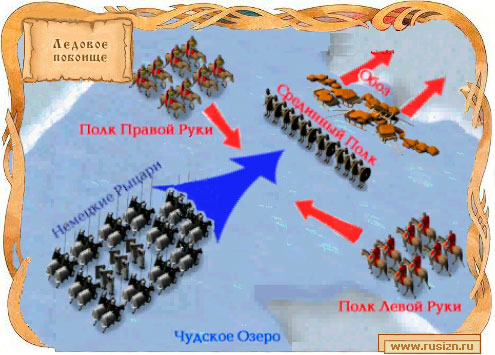 Ледовое
побоище
Обоз
Срединный Полк
Полк Правой Руки
Немецкие Рыцари
Полк Левой Руки
Чудское Озеро
www.rusizn.ru